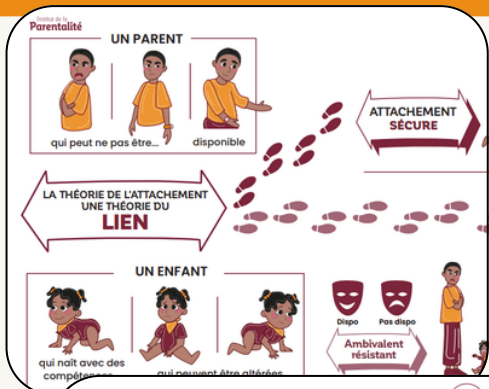 Institut de la
Parentalité
UN PARENT
qui peut ne pas être...
disponible
ATTACHEMENT
SÉCURE
LA THÉORIE DE L'ATTACHEMENT
UNE THÉORIE DU
LIEN
UN ENFANT
qui naît avec des
compétences
qui peuvent être altérées
Dispo
Pas dispo
Ambivalent
résistant